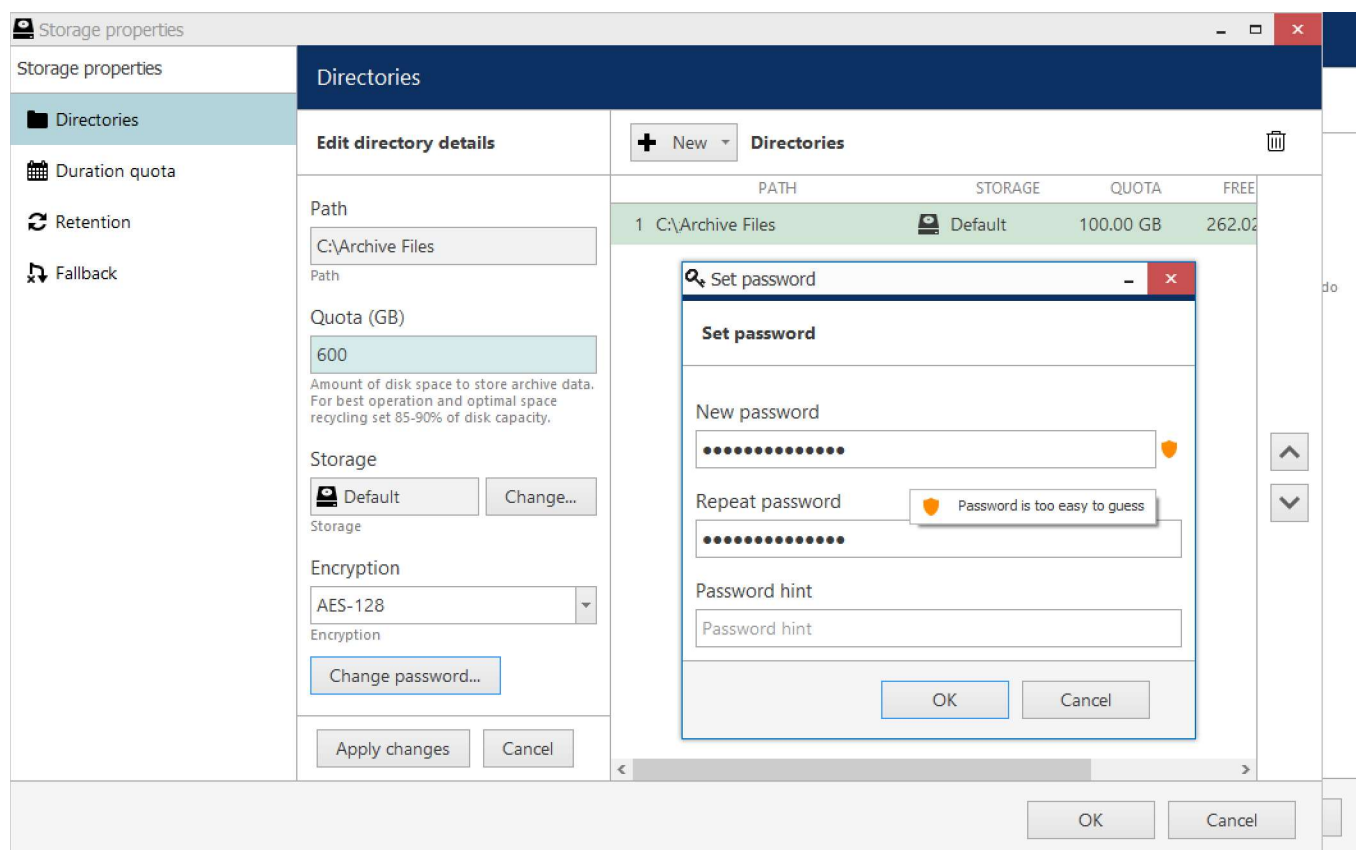 Storage properties
Storage properties
Directories
Duration quota
Retention
Fallback
Directories
Edit directory details
Path
C:\Archive Files
Path
Quota (GB)
600
Amount of disk space to store archive data.
For best operation and optimal space
recycling set 85-90% of disk capacity.
Storage
Default
Change...
Storage
Encryption
AES-128
Encryption
Change password...
Apply changes
Cancel
New
Directories
PATH STORAGE QUOTA FREE
1 C:\Archive Files Default 100.00 GB 262.02
Set password
Set password
New password
••••••••••••••
Repeat password
Password is too easy to guess
••••••••••••••
Password hint
Password hint
OK
Cancel
OK
Cancel
do